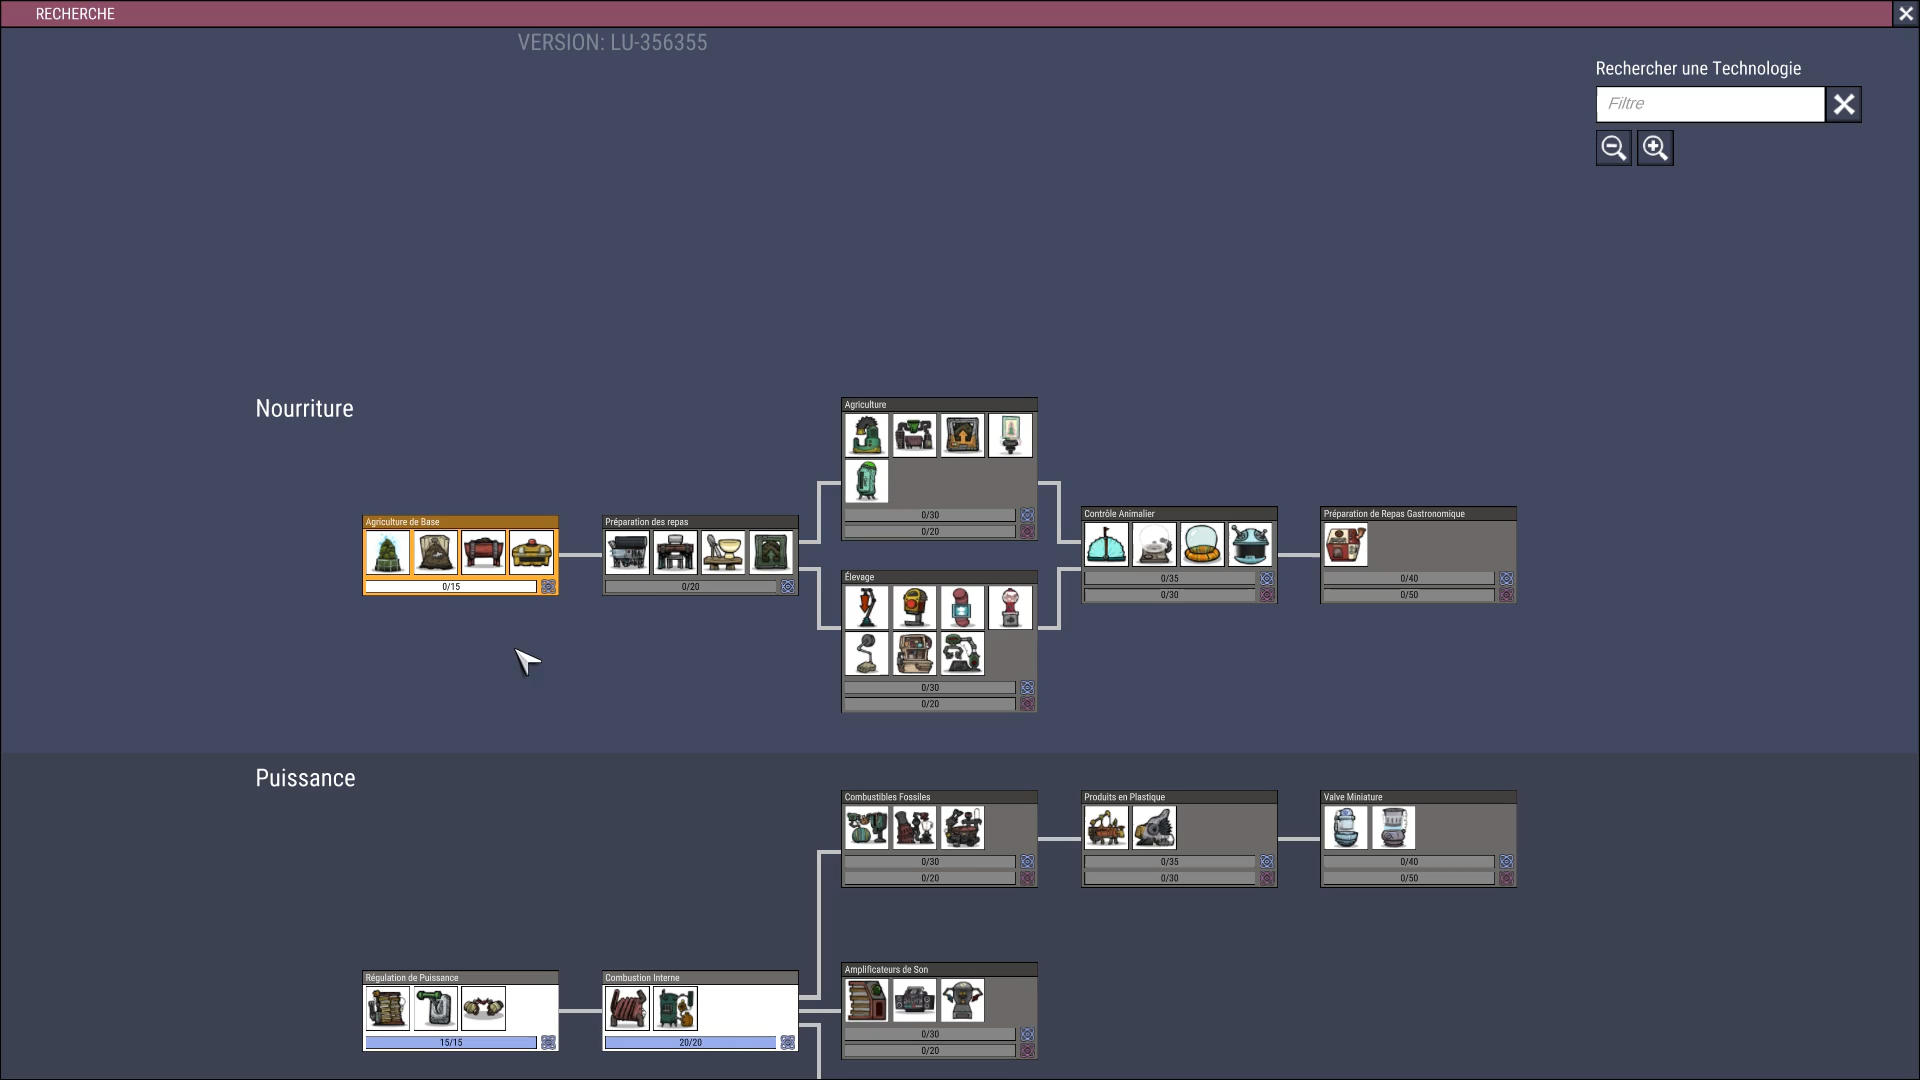 RECHERCHE
VERSION: LU-356355
Rechercher une Technologie
Filtre
Nourriture
Agriculture
0/30
0/20
Agriculture de Base
0/15
Préparation des repas
0/20
Élevage
0/30
0/20
Contrôle Animalier
0/35
0/30
Préparation de Repas Gastronomique
0/40
0/50
Puissance
Combustibles Fossiles
0/30
0/20
Produits en Plastique
0/35
0/30
Valve Miniature
0/40
0/50
Régulation de Puissance
15/15
Combustion Interne
20/20
Amplificateurs de Son
0/30
0/20